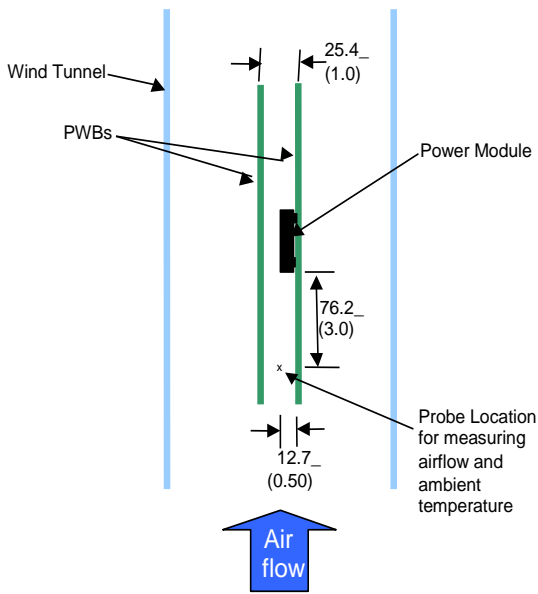 25.4_
(1.0)
Wind Tunnel
PWBs
Power Module
76.2_
(3.0)
x
Probe Location
for measuring
airflow and
ambient
temperature
12.7_
(0.50)
Air
flow